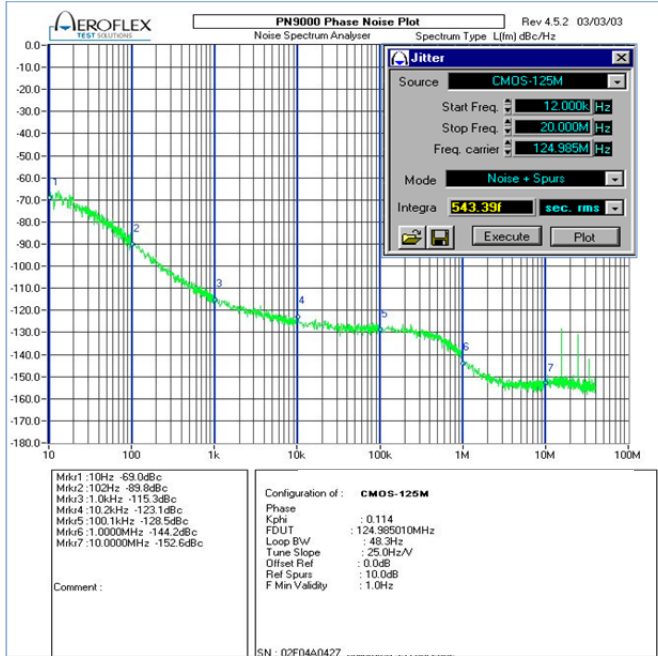 AEROFLEX
TEST SOLUTIONS
PN9000 Phase Noise Plot
Rev 4.5.2 03/03/03
Noise Spectrum Analyser
Spectrum Type L(fm) dBc/Hz
Jitter
Source CMOS-125M
Start Freq. 12.000k Hz
Stop Freq. 20.000M Hz
Freq. carrier 124.985M Hz
Mode Noise + Spurs
Integra 543.39f sec. rms
Execute Plot
0.0
-10.0
-20.0
-30.0
-40.0
-50.0
-60.0
-70.0
-80.0
-90.0
-100.0
-110.0
-120.0
-130.0
-140.0
-150.0
-160.0
-170.0
-180.0
1
2
3
4
5
6
7
10 100 1k 10k 100k 1M 10M 100M
Mrkr1 :10Hz -69.0dBc
Mrkr2 :102Hz -89.8dBc
Mrkr3 :1.0kHz -115.3dBc
Mrkr4 :10.2kHz -123.1dBc
Mrkr5 :100.1kHz -128.5dBc
Mrkr6 :1.0000MHz -144.2dBc
Mrkr7 :10.0000MHz -152.6dBc
Comment :
Configuration of : CMOS-125M
Phase
Kphi : 0.114
FDUT : 124.985010MHz
Loop BW : 48.3Hz
Tune Slope : 25.0Hz/V
Offset Ref : 0.0dB
Ref Spurs : 10.0dB
F Min Validity : 1.0Hz
SN : 02F04A0427